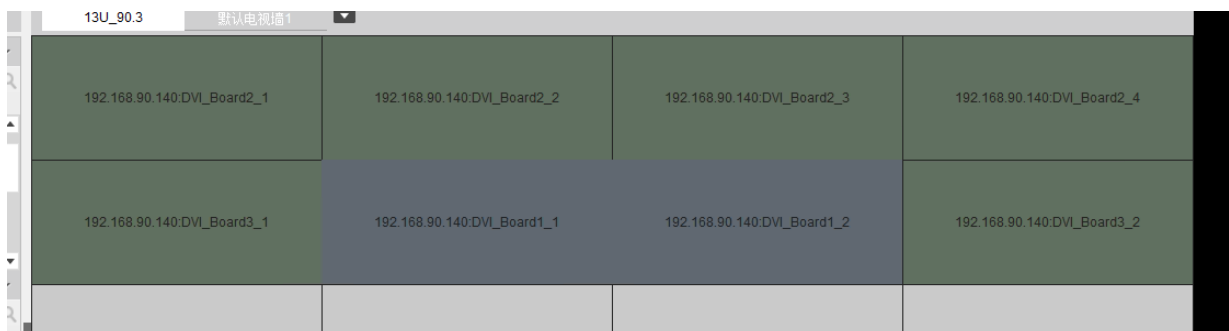 13U_90.3 默认电视墙1
192.168.90.140:DVI_Board2_1 192.168.90.140:DVI_Board2_2 192.168.90.140:DVI_Board2_3 192.168.90.140:DVI_Board2_4
192.168.90.140:DVI_Board3_1 192.168.90.140:DVI_Board1_1 192.168.90.140:DVI_Board1_2 192.168.90.140:DVI_Board3_2